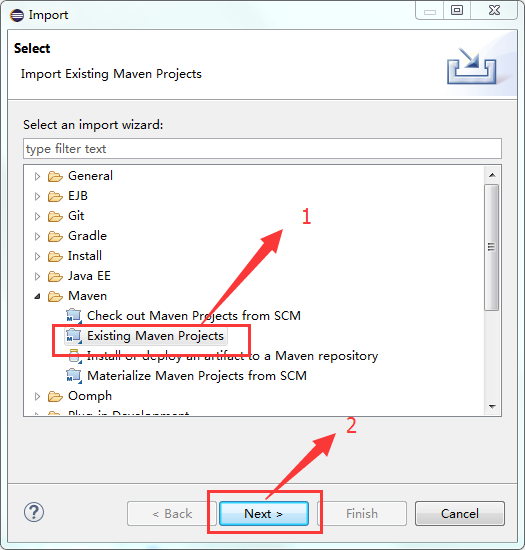 Import
Select
Import Existing Maven Projects
Select an import wizard:
type filter text
General
EJB
Git
Gradle
Install
Java EE
Maven
Check out Maven Projects from SCM
Existing Maven Projects
Install or deploy an artifact to a Maven repository
Materialize Maven Projects from SCM
Oomph
Plug-in Development
1
2
?
< Back
Next >
Finish
Cancel